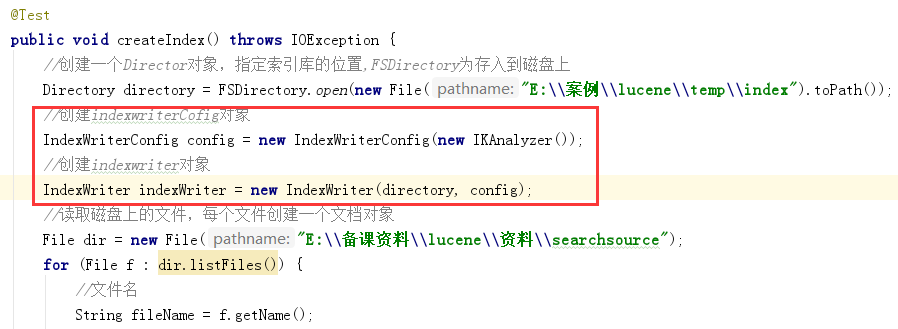 @Test
public void createIndex() throws IOException {
//创建一个Director对象，指定索引库的位置,FSDirectory为存入到磁盘上
Directory directory = FSDirectory.open(new File( pathname: "E:\\案例\\lucene\\temp\\index").toPath());
//创建indexwriterCofig对象
IndexWriterConfig config = new IndexWriterConfig(new IKAnalyzer());
//创建indexwriter对象
IndexWriter indexWriter = new IndexWriter(directory, config);
//读取磁盘上的文件，每个文件创建一个文档对象
File dir = new File( pathname: "E:\\备课资料\\lucene\\资料\\searchsource");
for (File f : dir.listFiles()) {
//文件名
String fileName = f.getName();